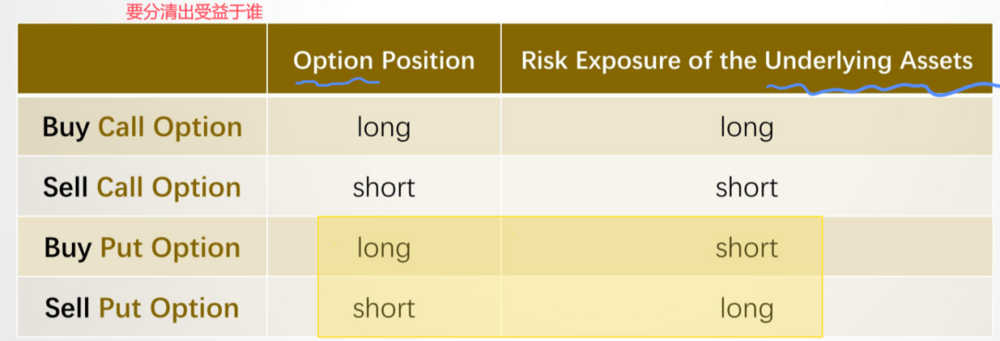 要分清出受益于谁
Option Position Risk Exposure of the Underlying Assets
Buy Call Option long long
Sell Call Option short short
Buy Put Option long short
Sell Put Option short long